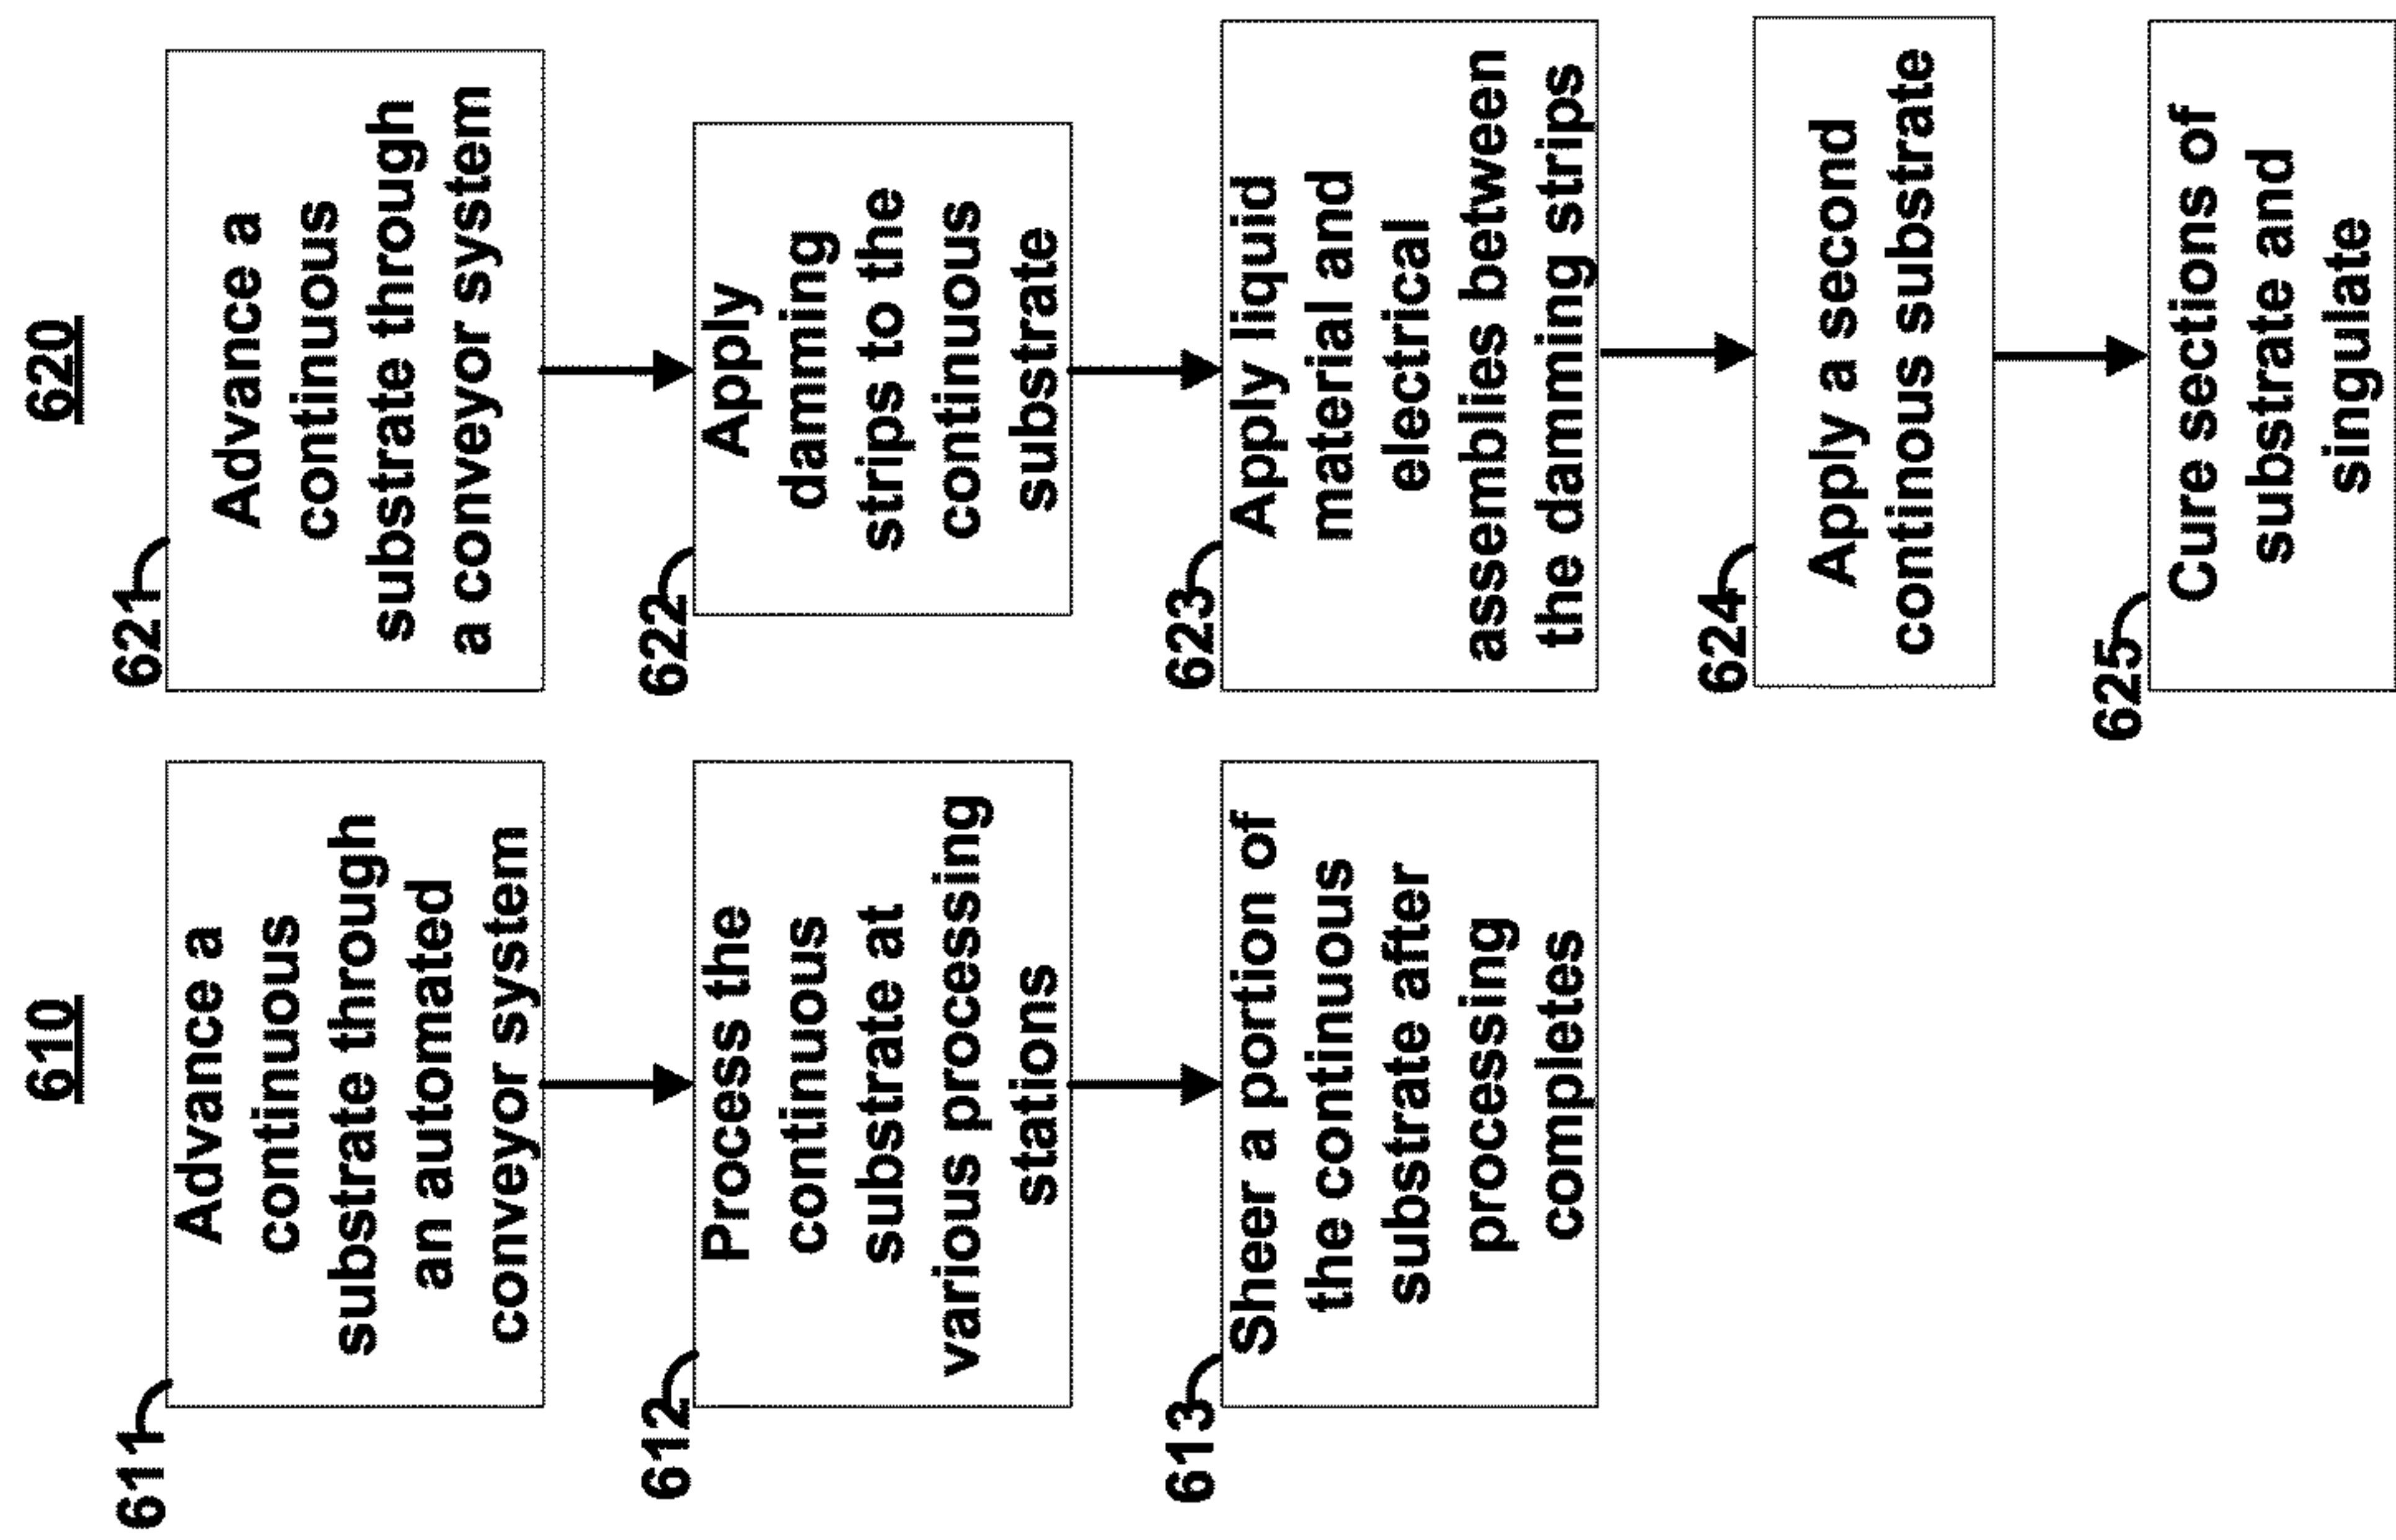 610
611
Advance a
continuous
substrate through
an automated
conveyor system
612
Process the
continuous
substrate at
various processing
stations
613
Sheer a portion of
the continuous
substrate after
processing
completes
620
621
Advance a
continuous
substrate through
a conveyor system
622
Apply
damming
strips to the
continuous
substrate
623
Apply liquid
material and
electrical
assemblies between
the damming strips
624
Apply a second
continous substrate
625
Cure sections of
substrate and
singulate